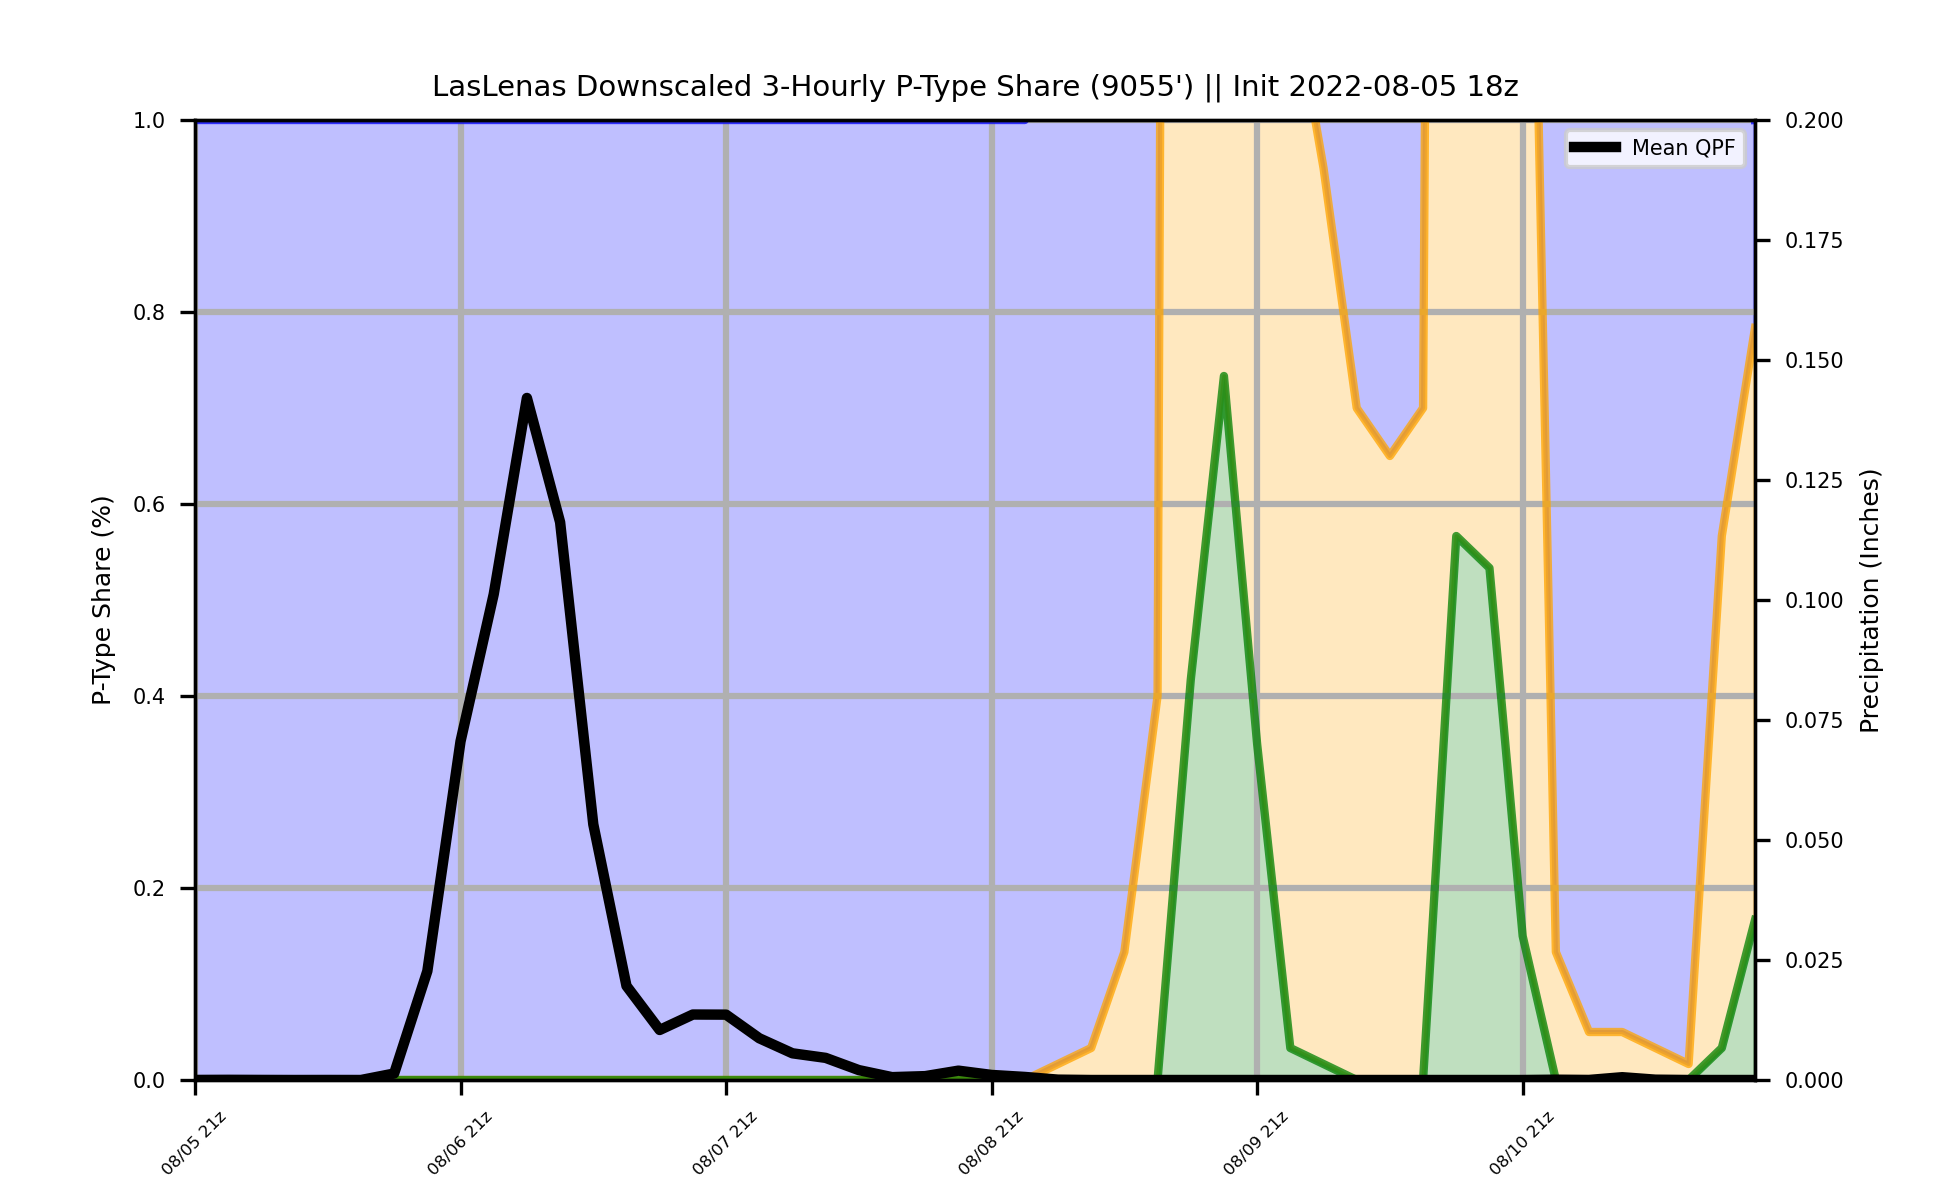 LasLenas Downscaled 3-Hourly P-Type Share (9055') || Init 2022-08-05 18z
Mean QPF
P-Type Share (%)
1.0
0.8
0.6
0.4
0.2
0.0
0.200
0.175
0.150
0.125
0.100
0.075
0.050
0.025
0.000
Precipitation (Inches)
08/05 21z
08/06 21z
08/07 21z
08/08 21z
08/09 21z
08/10 21z